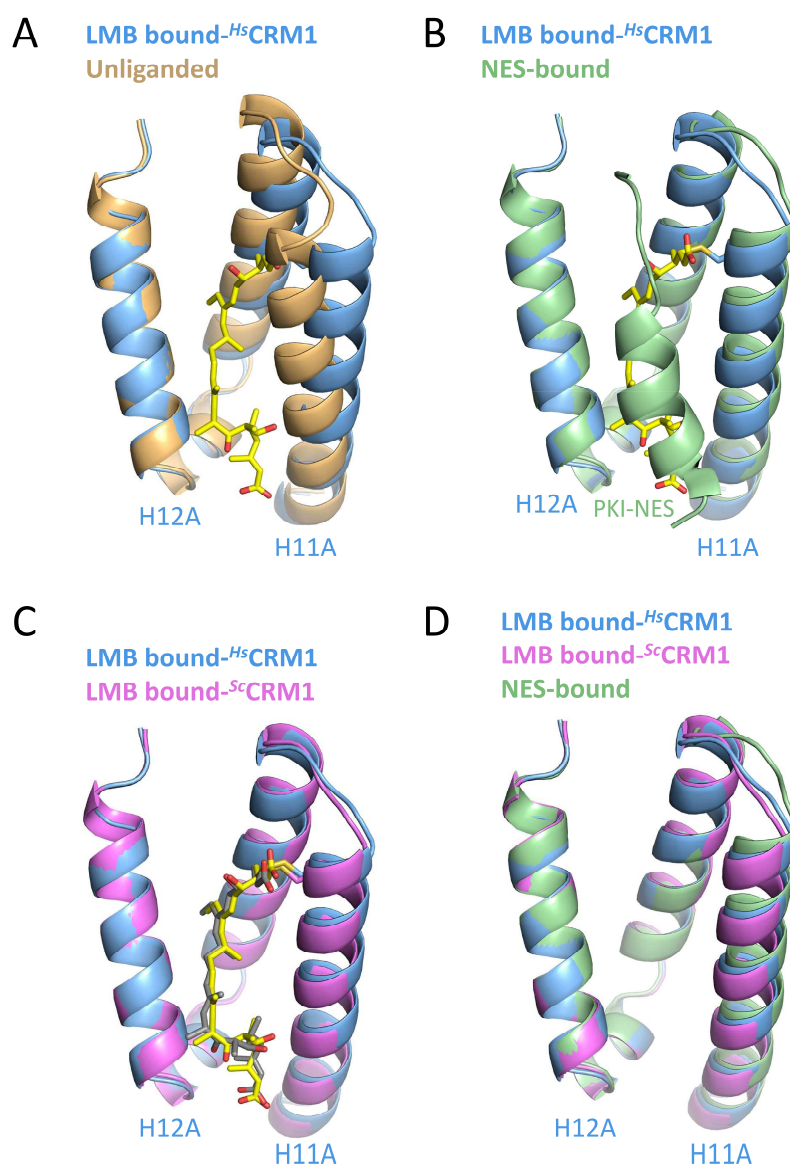 A
LMB bound-HsCRM1
Unliganded
H12A
H11A
B
LMB bound-HsCRM1
NES-bound
H12A
PKI-NES
H11A
C
LMB bound-HsCRM1
LMB bound-ScCRM1
H12A
H11A
D
LMB bound-HsCRM1
LMB bound-ScCRM1
NES-bound
H12A
H11A